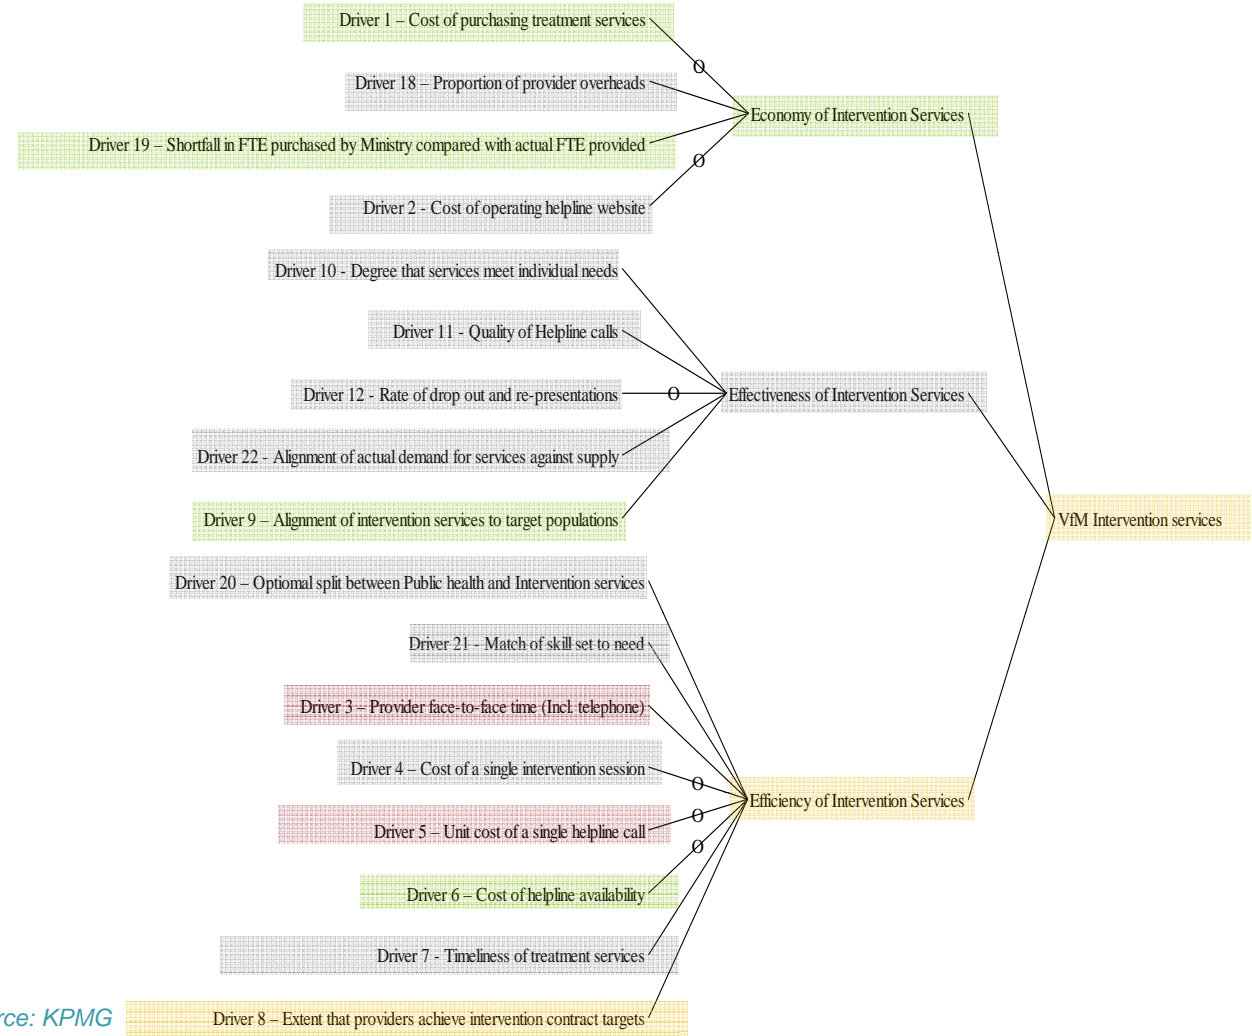 Driver 1 – Cost of purchasing treatment services
O
Driver 18 – Proportion of provider overheads
Economy of Intervention Services
Driver 19 – Shortfall in FTE purchased by Ministry compared with actual FTE provided
O
Driver 2 - Cost of operating helpline website
Driver 10 - Degree that services meet individual needs
Driver 11 - Quality of Helpline calls
Driver 12 - Rate of drop out and re-presentations
O
Effectiveness of Intervention Services
Driver 22 - Alignment of actual demand for services against supply
Driver 9 – Alignment of intervention services to target populations
VfM Intervention services
Driver 20 – Optiomal split between Public health and Intervention services
Driver 21 - Match of skill set to need
Driver 3 – Provider face-to-face time (Incl. telephone)
Driver 4 – Cost of a single intervention session
O
Efficiency of Intervention Services
O
Driver 5 – Unit cost of a single helpline call
O
Driver 6 – Cost of helpline availability
Driver 7 - Timeliness of treatment services
rce: KPMG
Driver 8 – Extent that providers achieve intervention contract targets